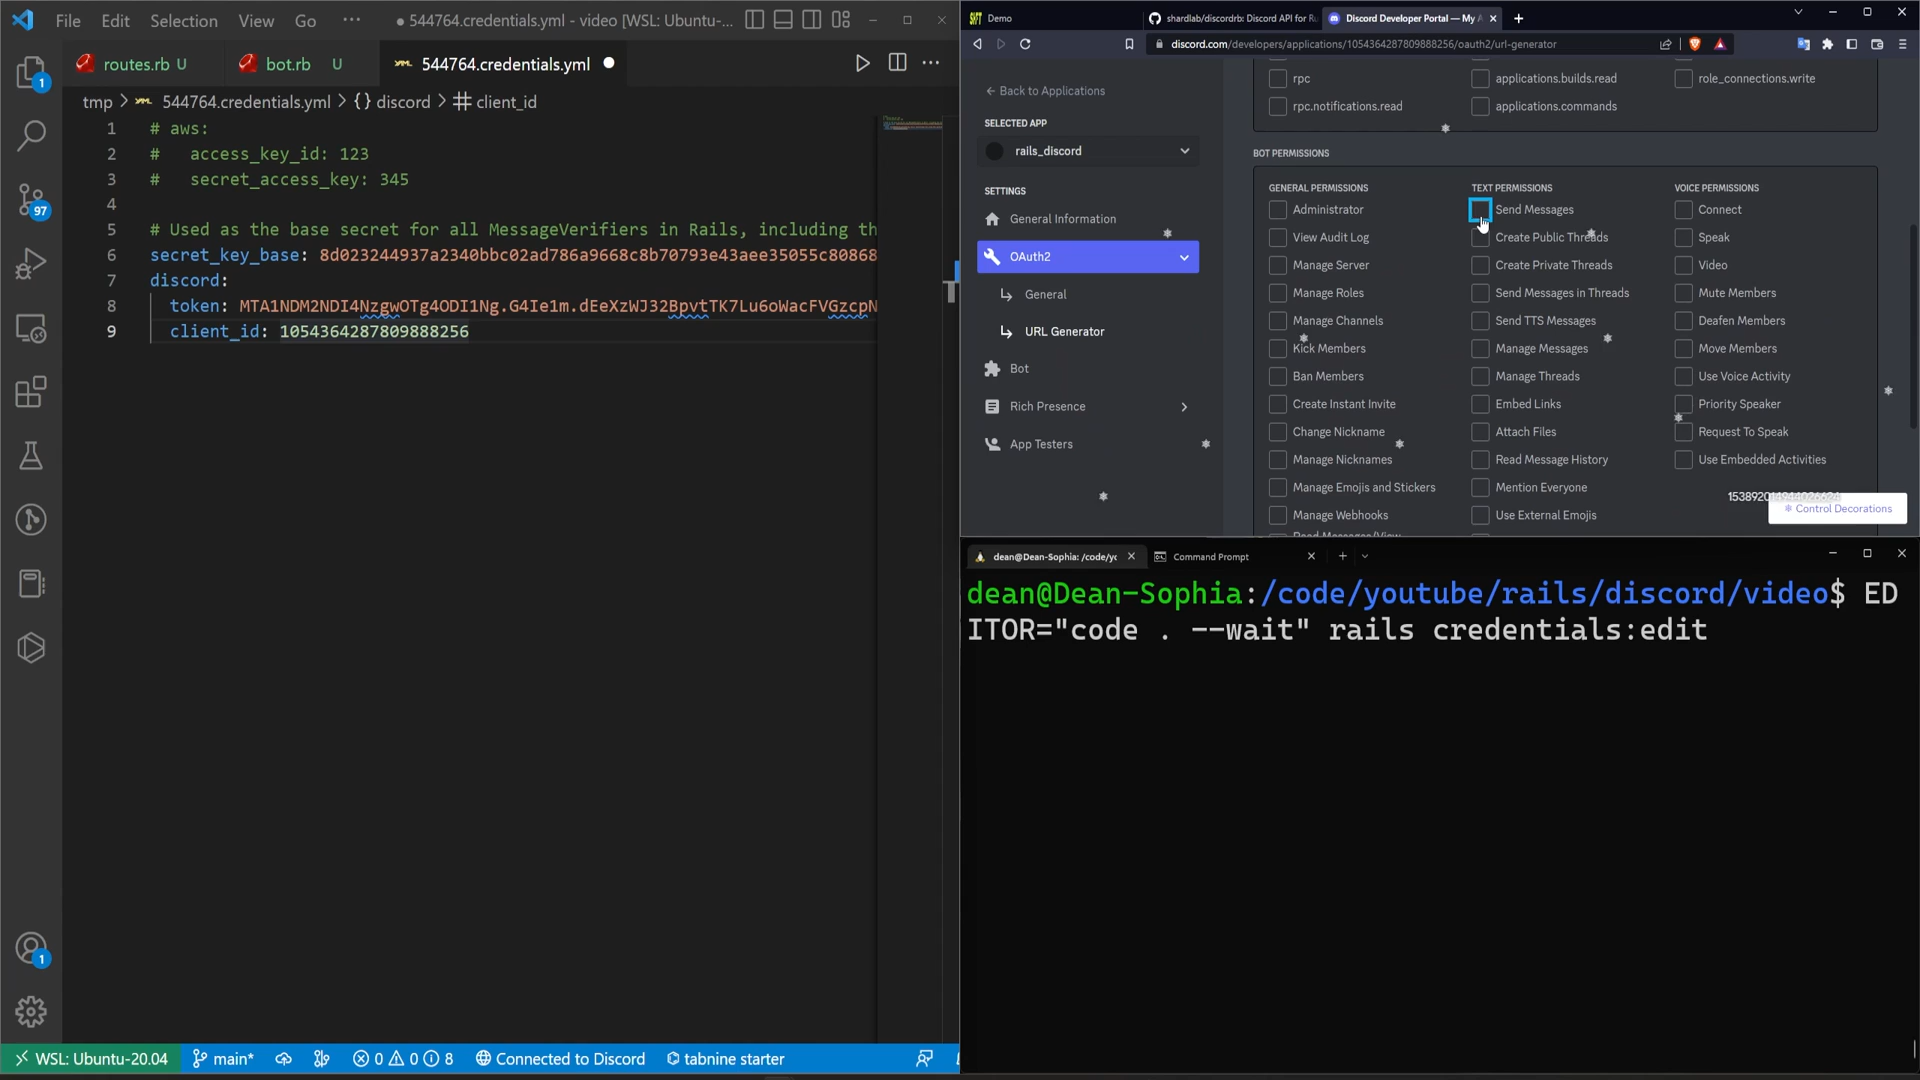 File Edit Selection View Go ··· ● 544764.credentials.yml - video [WSL: Ubuntu-...
routes.rb U bot.rb U 544764.credentials.yml ●
tmp > 544764.credentials.yml > {} discord > # client_id
1 # aws:
2 #   access_key_id: 123
3 #   secret_access_key: 345
4
5 # Used as the base secret for all MessageVerifiers in Rails, including th
6 secret_key_base: 8d023244937a2340bbc02ad786a9668c8b70793e43aee35055c80868
7 discord:
8   token: MTA1NDM2NDI4NzgwOTg4ODI1Ng.G4Ie1m.dEeXzWJ32BpvtTK7Lu6oWacFVGzcpN
9   client_id: 1054364287809888256
1
97
1
WSL: Ubuntu-20.04 main* 0 0 8 Connected to Discord tabnine starter
Demo shardlab/discordrb: Discord API for Ru Discord Developer Portal — My A
discord.com/developers/applications/1054364287809888256/oauth2/url-generator
← Back to Applications
SELECTED APP
rails_discord
SETTINGS
General Information
OAuth2
General
URL Generator
Bot
Rich Presence
App Testers
rpc applications.builds.read role_connections.write
rpc.notifications.read applications.commands
BOT PERMISSIONS
GENERAL PERMISSIONS TEXT PERMISSIONS VOICE PERMISSIONS
Administrator Send Messages Connect
View Audit Log Create Public Threads Speak
Manage Server Create Private Threads Video
Manage Roles Send Messages in Threads Mute Members
Manage Channels Send TTS Messages Deafen Members
Kick Members Manage Messages Move Members
Ban Members Manage Threads Use Voice Activity
Create Instant Invite Embed Links Priority Speaker
Change Nickname Attach Files Request To Speak
Manage Nicknames Read Message History Use Embedded Activities
Manage Emojis and Stickers Mention Everyone
Manage Webhooks Use External Emojis
Read Messages/View
Control Decorations
dean@Dean-Sophia: /code/yc Command Prompt
dean@Dean-Sophia:/code/youtube/rails/discord/video$ ED
ITOR="code . --wait" rails credentials:edit